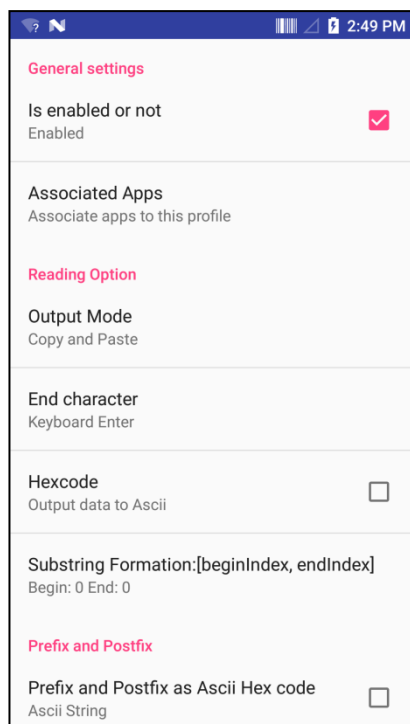 2:49 PM
General settings
Is enabled or not
Enabled
Associated Apps
Associate apps to this profile
Reading Option
Output Mode
Copy and Paste
End character
Keyboard Enter
Hexcode
Output data to Ascii
Substring Formation:[beginIndex, endIndex]
Begin: 0 End: 0
Prefix and Postfix
Prefix and Postfix as Ascii Hex code
Ascii String